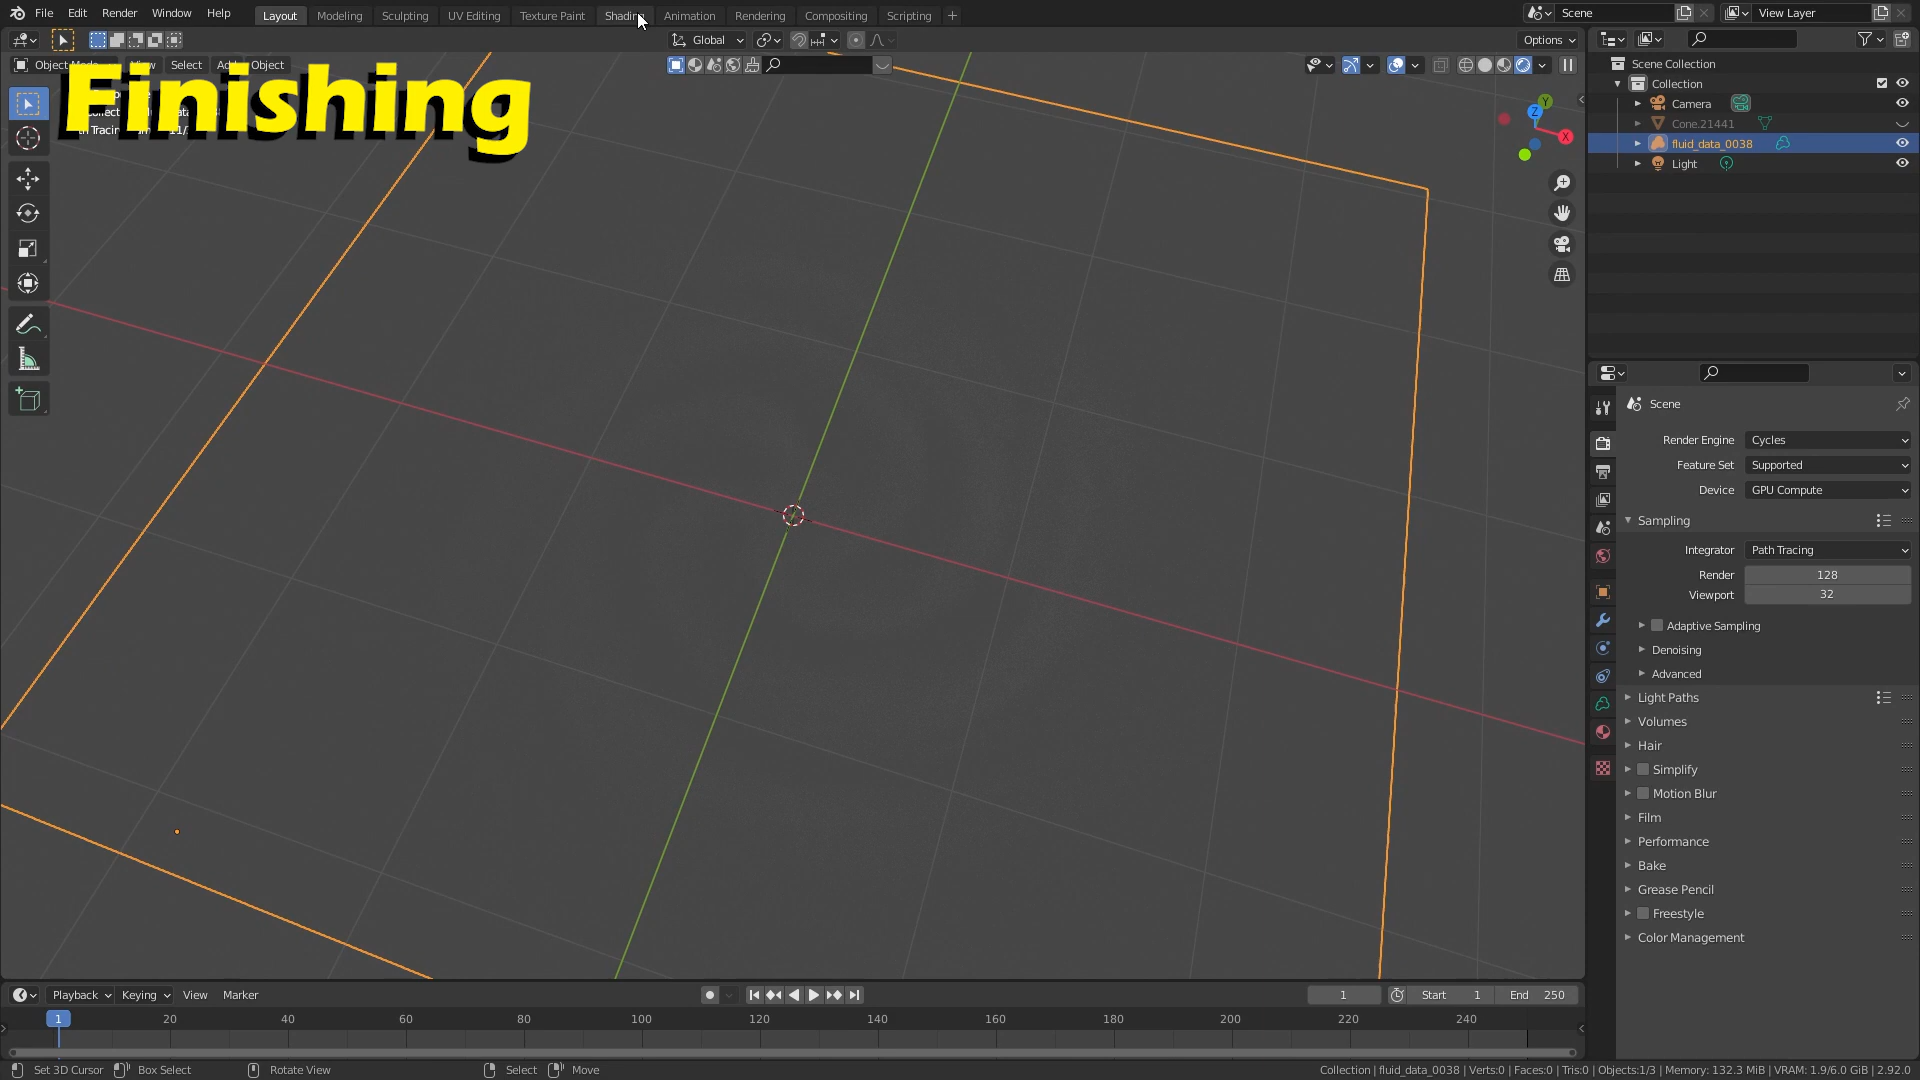 File Edit Render Window Help Layout Modeling Sculpting UV Editing Texture Paint Shading Animation Rendering Compositing Scripting + Scene View Layer
Global Options
View Select Add Object
Finishing
Scene Collection
Collection
Camera
Cone.21441
fluid_data_0038
Light
Z Y X
Scene
Render Engine Cycles
Feature Set Supported
Device GPU Compute
Sampling
Integrator Path Tracing
Render 128
Viewport 32
Adaptive Sampling
Denoising
Advanced
Light Paths
Volumes
Hair
Simplify
Motion Blur
Film
Performance
Bake
Grease Pencil
Freestyle
Color Management
Playback Keying View Marker 1 Start 1 End 250
1 20 40 60 80 100 120 140 160 180 200 220 240
Set 3D Cursor Box Select Rotate View Select Move Collection | fluid_data_0038 | Verts:0 | Faces:0 | Tris:0 | Objects:1/3 | Memory: 132.3 MiB | VRAM: 1.9/6.0 GiB | 2.92.0